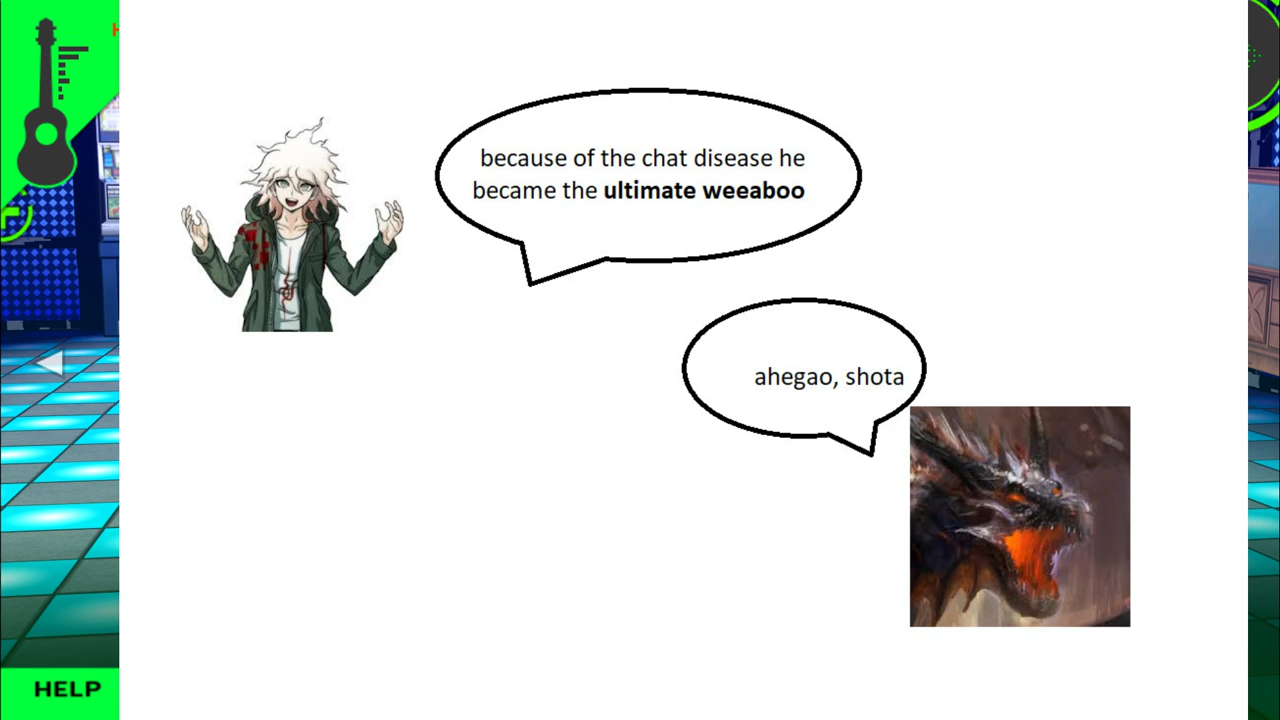 because of the chat disease he
became the ultimate weeaboo
ahegao, shota
HELP